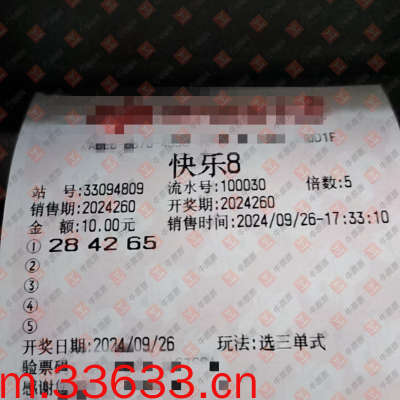 快乐8
站 号:33094809 流水号:100030 倍数:5
销售期:2024260 开奖期:2024260
金 额:10.00元 销售时间:2024/09/26-17:33:10
① 28 42 65
②
③
④
⑤
开奖日期:2024/09/26 玩法:选三单式
验票码
感谢
m.33633.cn